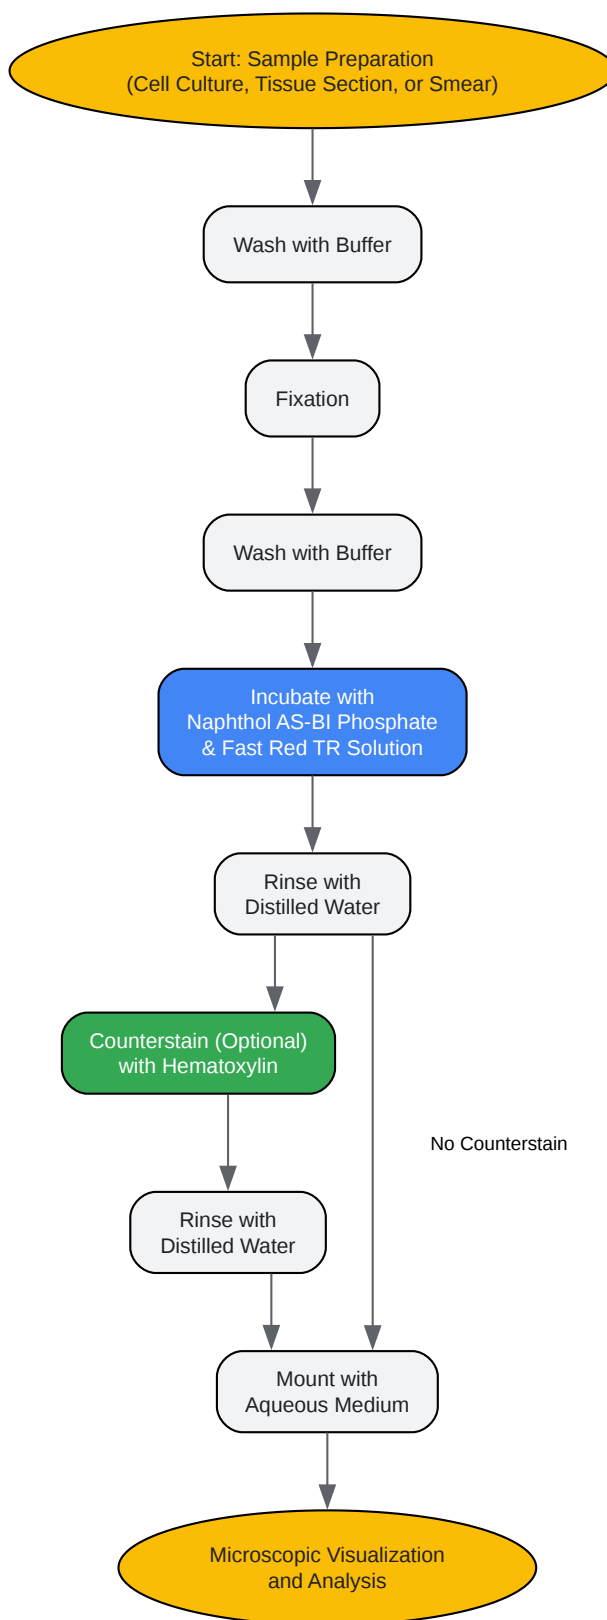 Start: Sample Preparation
(Cell Culture, Tissue Section, or Smear)
Wash with Buffer
Fixation
Wash with Buffer
Incubate with
Naphthol AS-BI Phosphate
& Fast Red TR Solution
Rinse with
Distilled Water
Counterstain (Optional)
with Hematoxylin
No Counterstain
Rinse with
Distilled Water
Mount with
Aqueous Medium
Microscopic Visualization
and Analysis